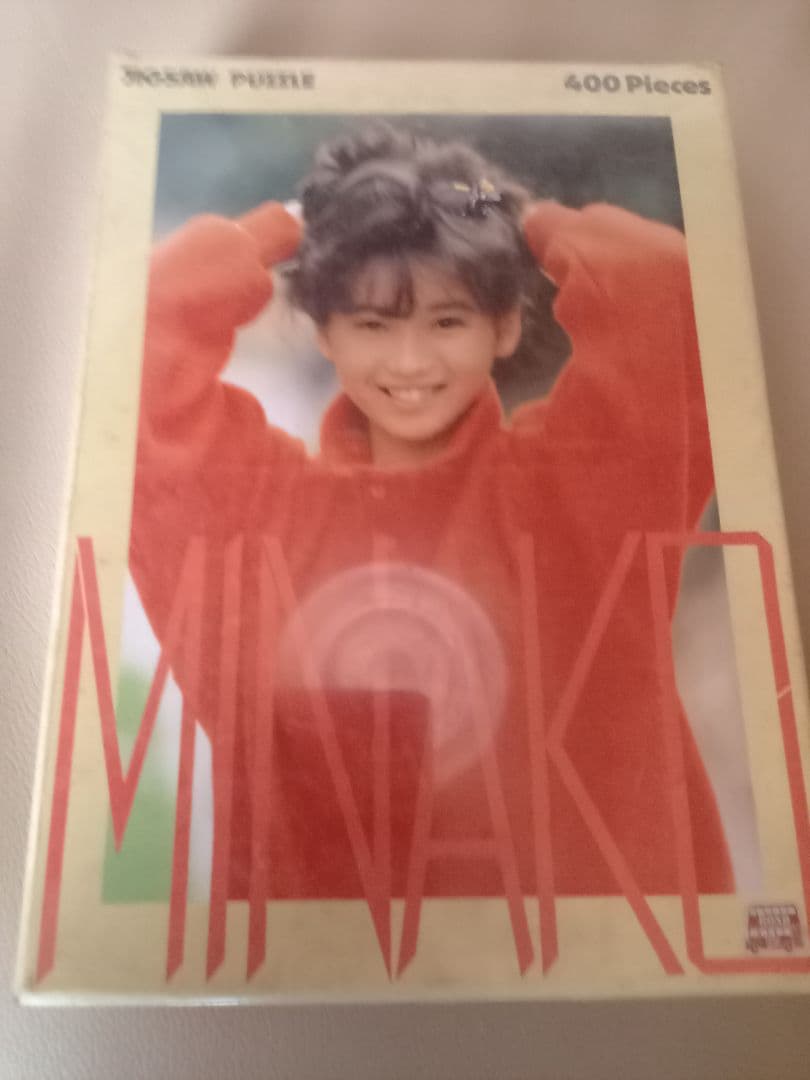 JIGSAW PUZZLE
400 Pieces
MINAKO